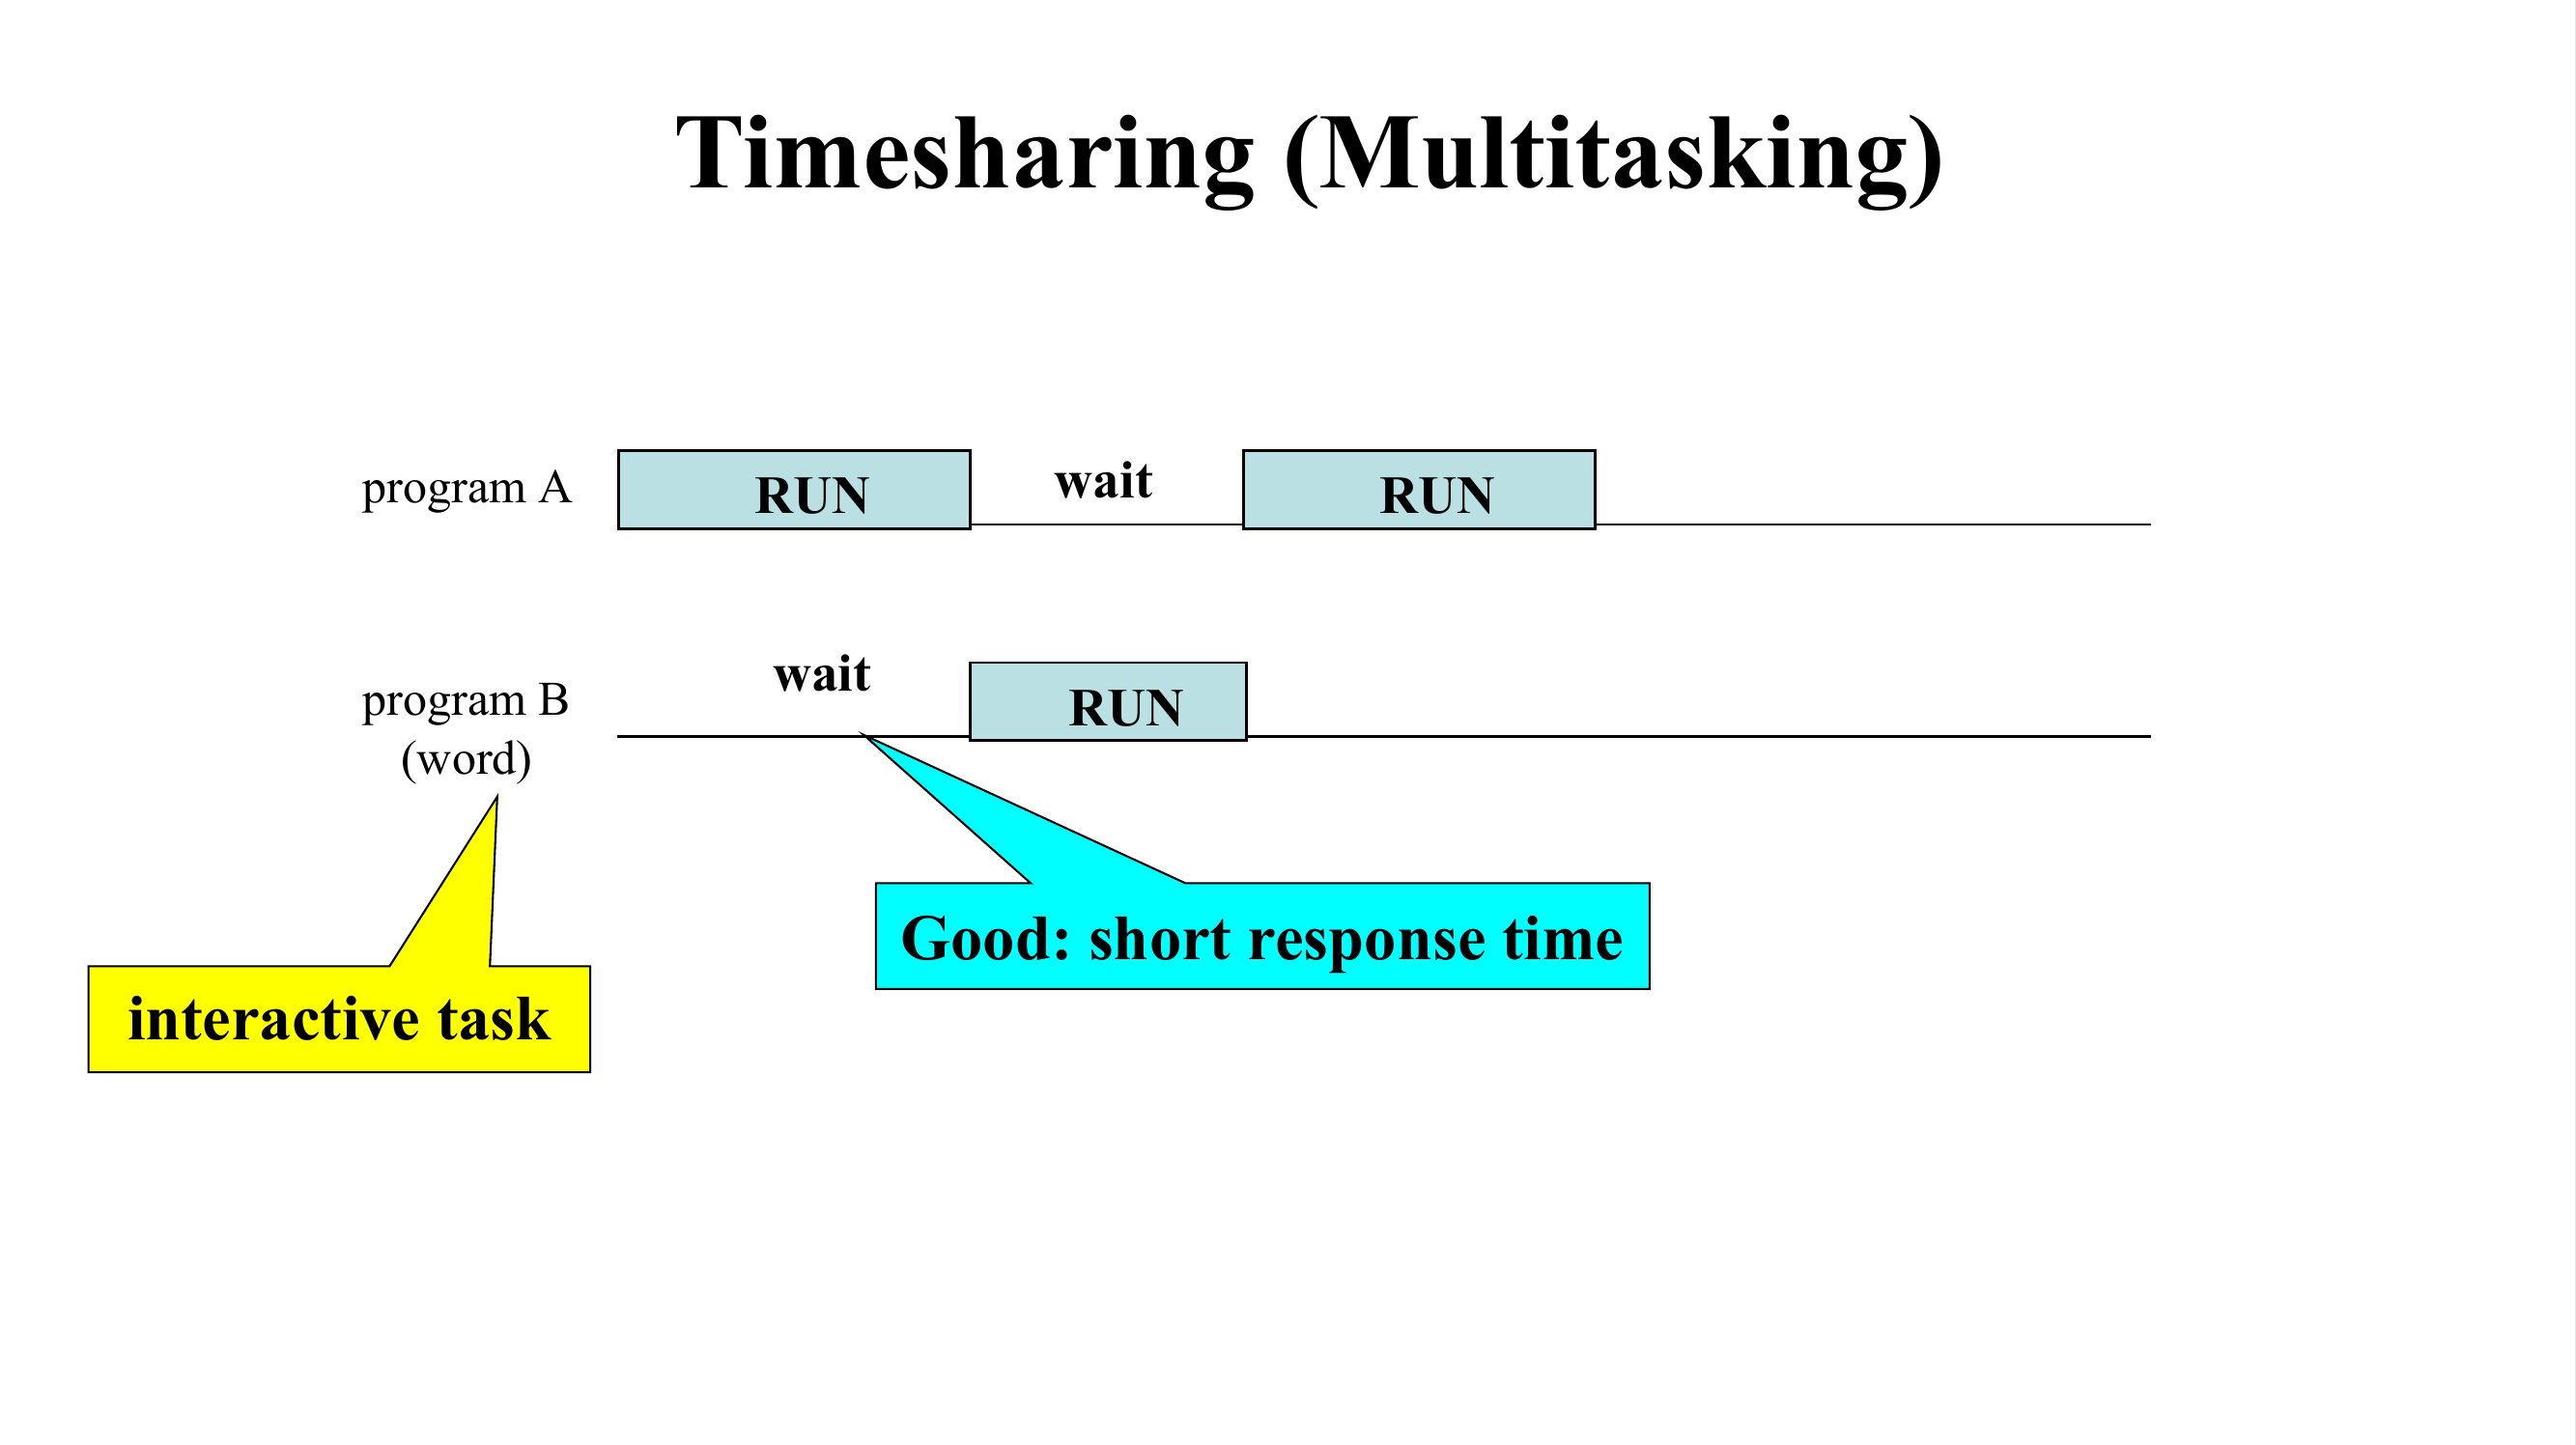 Timesharing (Multitasking)
program A
RUN
wait
RUN
wait
program B
RUN
(word)
Good: short response time
interactive task